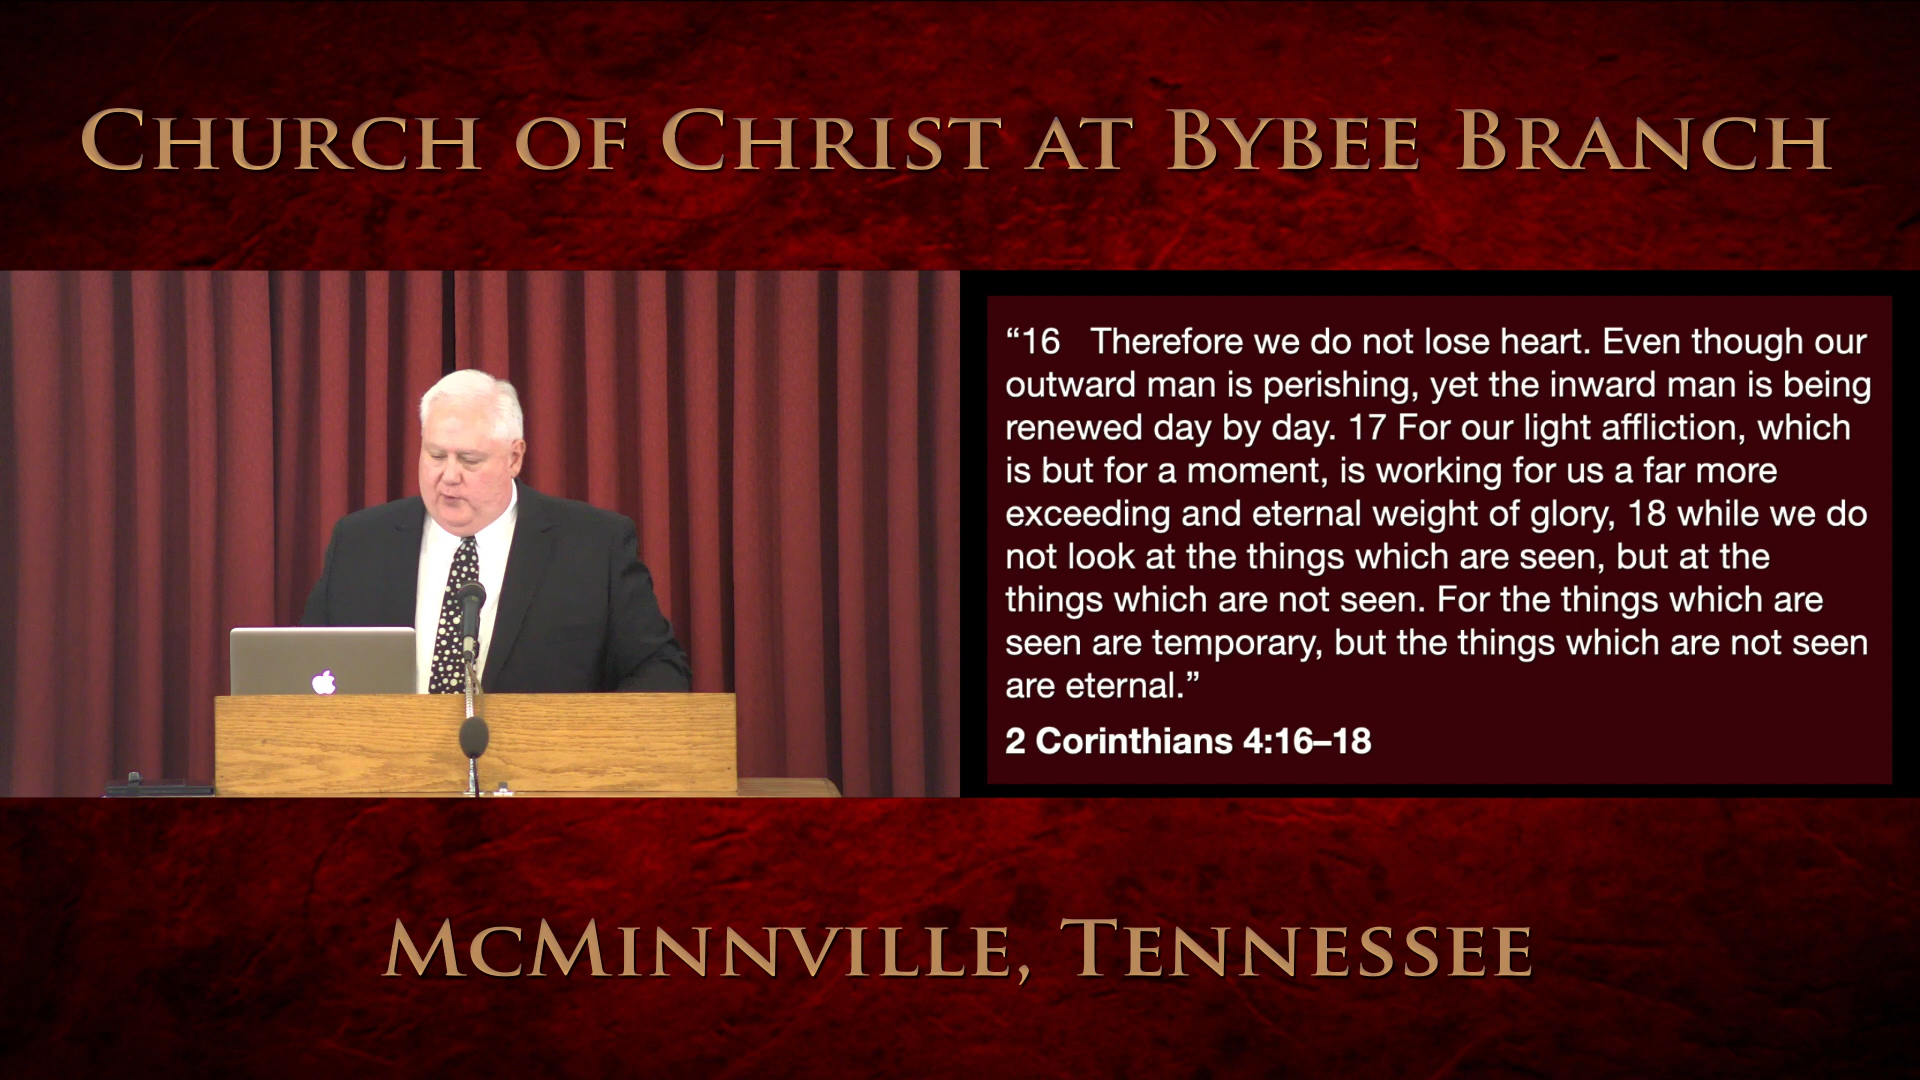 CHURCH OF CHRIST AT BYBEE BRANCH
“16 Therefore we do not lose heart. Even though our
outward man is perishing, yet the inward man is being
renewed day by day. 17 For our light affliction, which
is but for a moment, is working for us a far more
exceeding and eternal weight of glory, 18 while we do
not look at the things which are seen, but at the
things which are not seen. For the things which are
seen are temporary, but the things which are not seen
are eternal.”
2 Corinthians 4:16–18
MCMINNVILLE, TENNESSEE